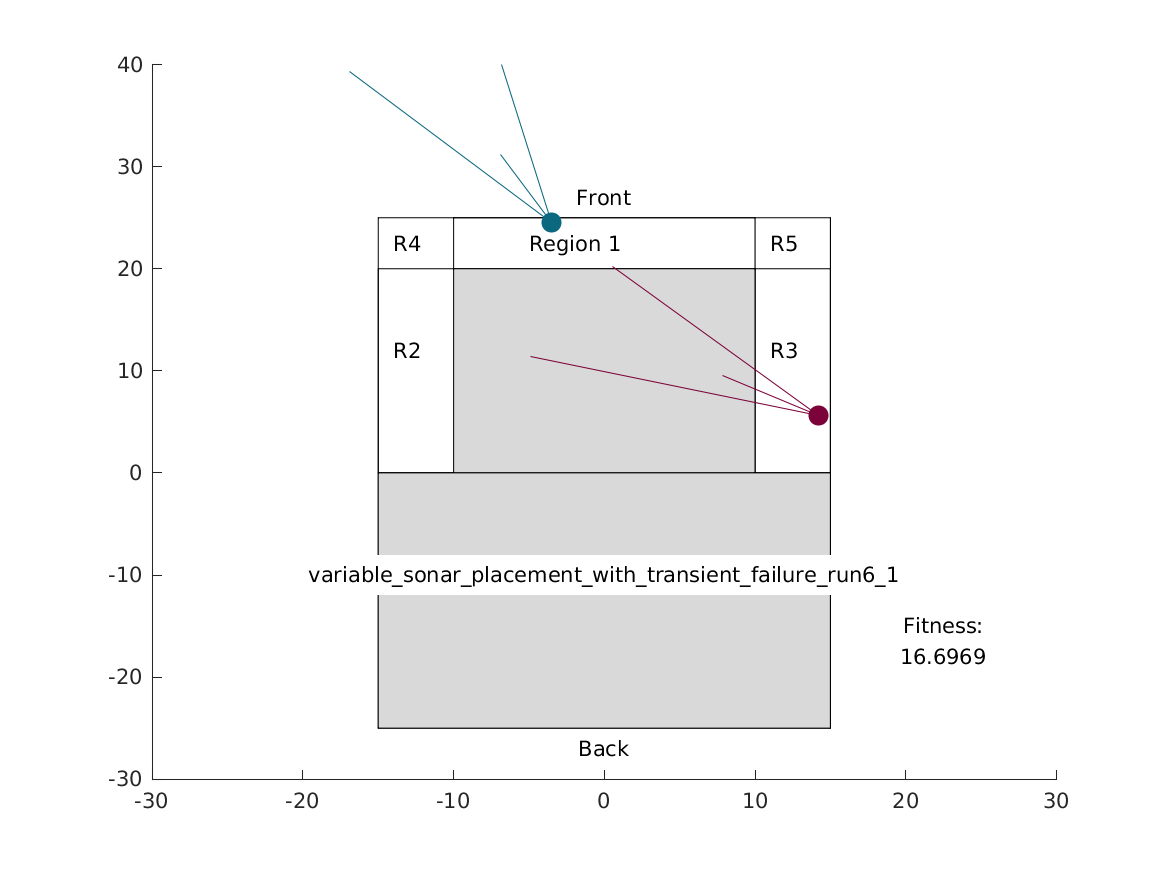 40
30
Front
R4
Region 1
R5
20
R2
R3
10
0
-10
variable_sonar_placement_with_transient_failure_run6_1
Fitness:
16.6969
-20
Back
-30
-30
-20
-10
0
10
20
30